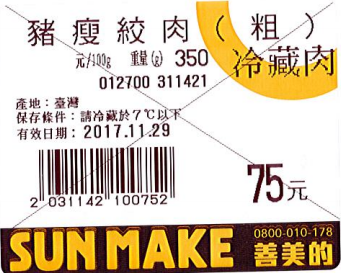 豬瘦絞肉(粗)
元/100g 重量(g) 350
冷藏肉
012700 311421
產地：臺灣
保存條件：請冷藏於7℃以下
有效日期：2017.11.29
2 031142 100752
75元
SUN MAKE 0800-010-178
善美的